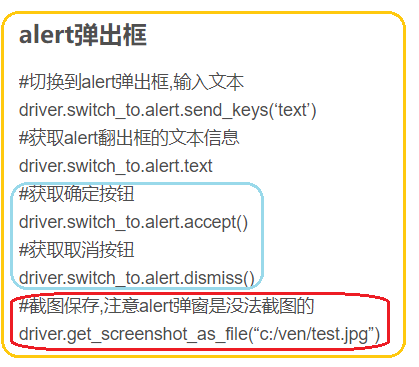 alert弹出框
#切换到alert弹出框,输入文本
driver.switch_to.alert.send_keys(‘text’)
#获取alert翻出框的文本信息
driver.switch_to.alert.text
#获取确定按钮
driver.switch_to.alert.accept()
#获取取消按钮
driver.switch_to.alert.dismiss()
#截图保存,注意alert弹窗是没法截图的
driver.get_screenshot_as_file(“c:/ven/test.jpg”)